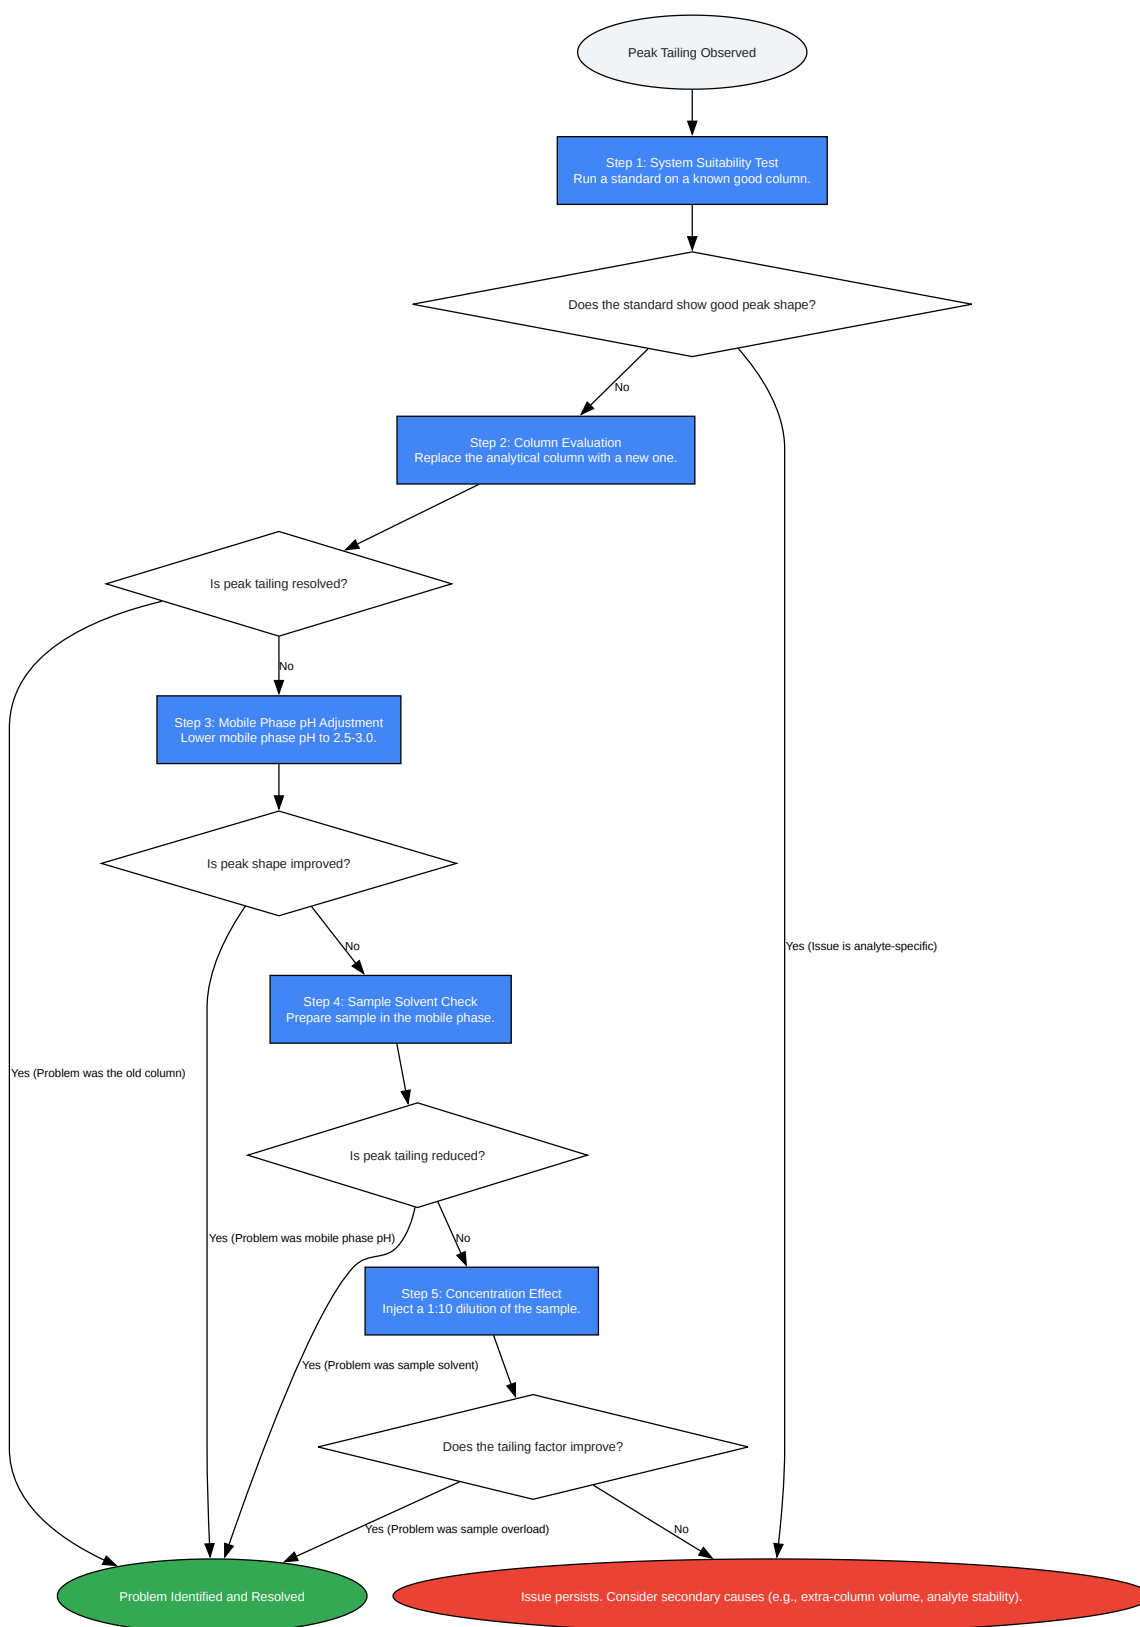 Peak Tailing Observed
Step 1: System Suitability Test
Run a standard on a known good column.
Does the standard show good peak shape?
No
Step 2: Column Evaluation
Replace the analytical column with a new one.
Is peak tailing resolved?
No
Step 3: Mobile Phase pH Adjustment
Lower mobile phase pH to 2.5-3.0.
Is peak shape improved?
No
Yes (Issue is analyte-specific)
Step 4: Sample Solvent Check
Prepare sample in the mobile phase.
Yes (Problem was the old column)
Is peak tailing reduced?
Yes (Problem was mobile phase pH)
No
Step 5: Concentration Effect
Inject a 1:10 dilution of the sample.
Yes (Problem was sample solvent)
Does the tailing factor improve?
Yes (Problem was sample overload)
No
Problem Identified and Resolved
Issue persists. Consider secondary causes (e.g., extra-column volume, analyte stability).